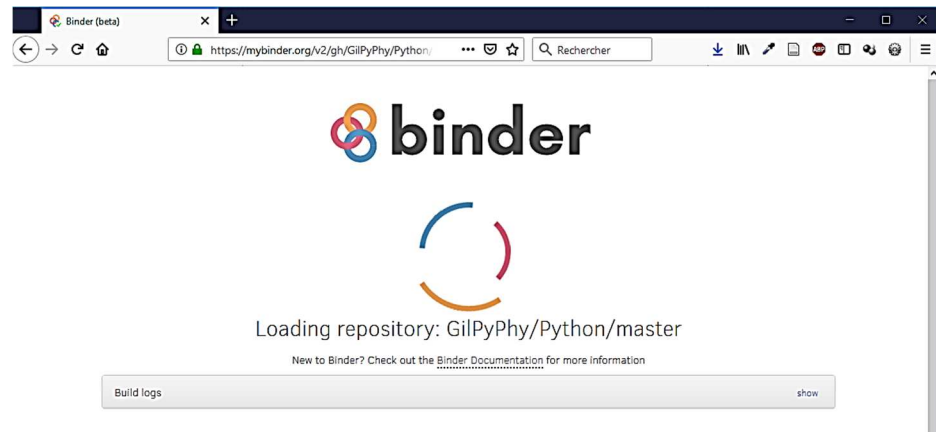 Binder (beta)
https://mybinder.org/v2/gh/GilPyPhy/Python/
Rechercher
ABP
binder
Loading repository: GilPyPhy/Python/master
New to Binder? Check out the Binder Documentation for more information
Build logs
show